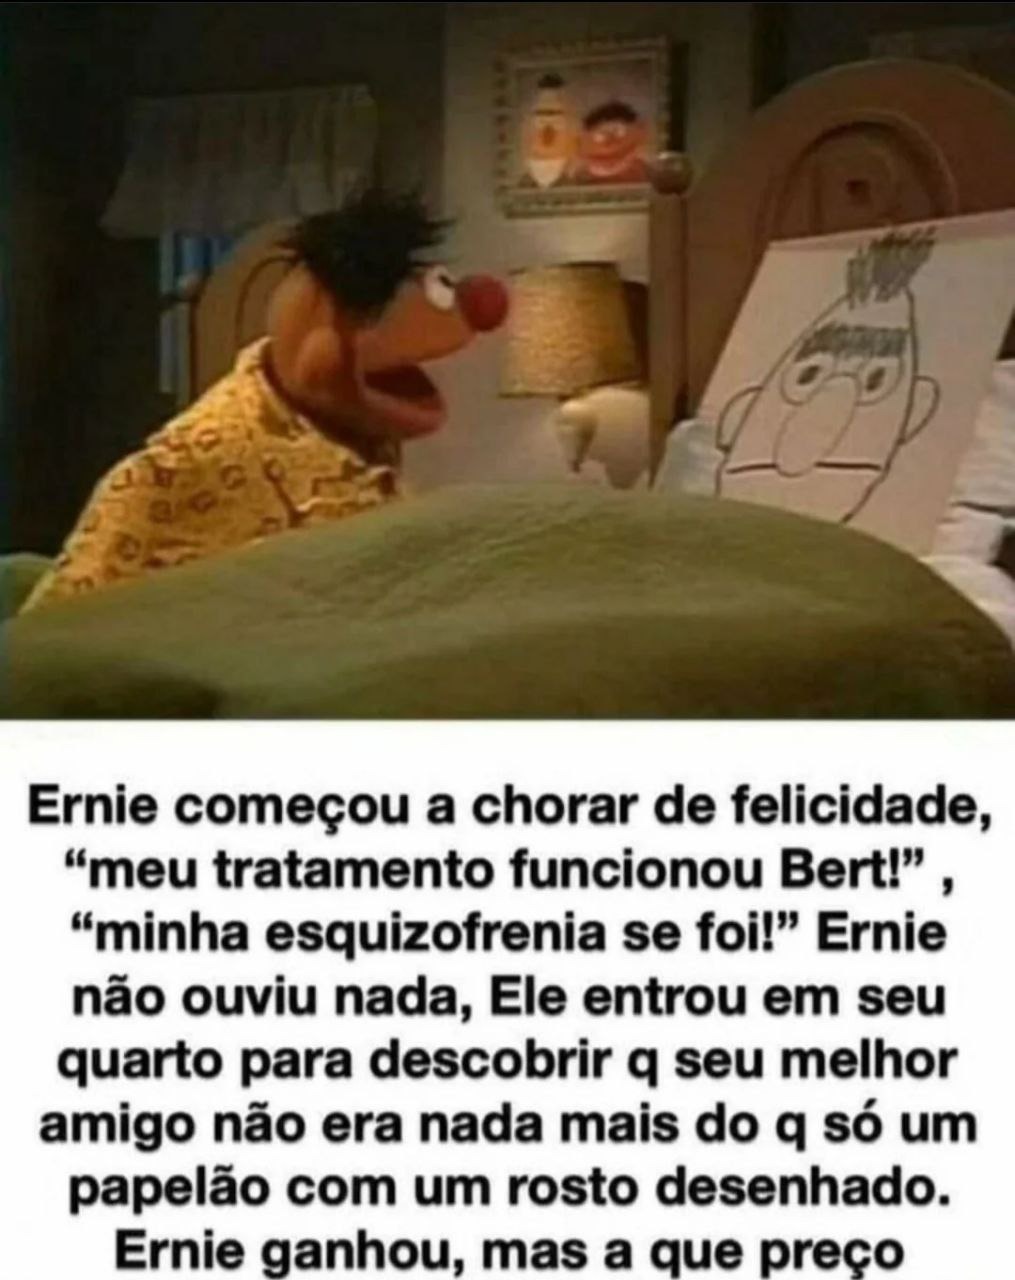 Ernie começou a chorar de felicidade,
“meu tratamento funcionou Bert!” ,
“minha esquizofrenia se foi!” Ernie
não ouviu nada, Ele entrou em seu
quarto para descobrir q seu melhor
amigo não era nada mais do q só um
papelão com um rosto desenhado.
Ernie ganhou, mas a que preço